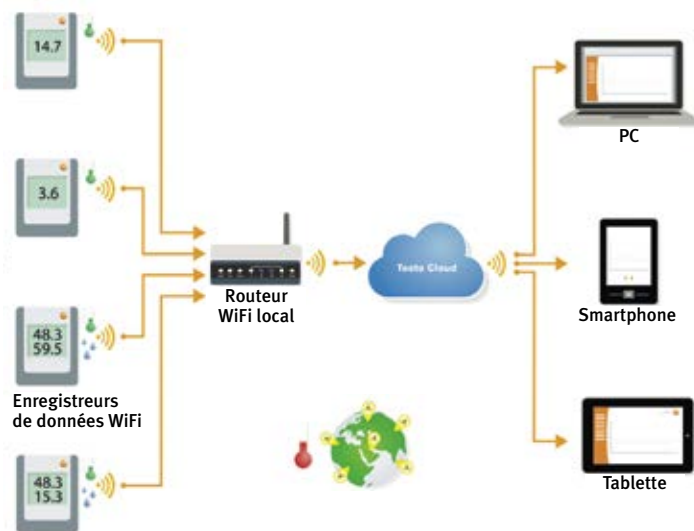 14.7
3.6
48.3
59.5
Enregistreurs
de données WiFi
48.3
15.3
Routeur
WiFi local
Testo Cloud
PC
Smartphone
Tablette